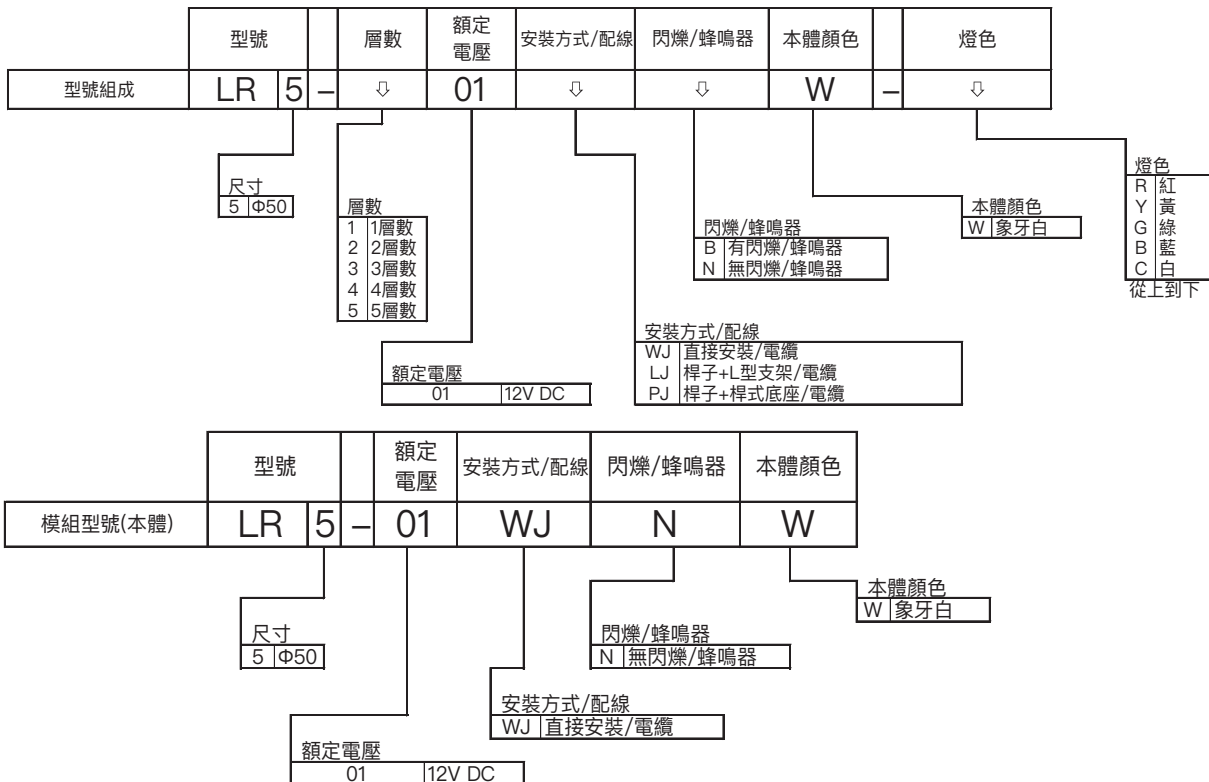 型號 層數 額定 電壓 安裝方式/配線 閃爍/蜂鳴器 本體顏色 燈色
型號組成 LR 5 – ⇩ 01 ⇩ ⇩ W – ⇩
尺寸
5 Φ50
層數
1 1層數
2 2層數
3 3層數
4 4層數
5 5層數
額定電壓
01 12V DC
安裝方式/配線
WJ 直接安裝/電纜
LJ 桿子+L型支架/電纜
PJ 桿子+桿式底座/電纜
閃爍/蜂鳴器
B 有閃爍/蜂鳴器
N 無閃爍/蜂鳴器
本體顏色
W 象牙白
燈色
R 紅
Y 黃
G 綠
B 藍
C 白
從上到下
型號 額定 電壓 安裝方式/配線 閃爍/蜂鳴器 本體顏色
模組型號(本體) LR 5 – 01 WJ N W
尺寸
5 Φ50
額定電壓
01 12V DC
安裝方式/配線
WJ 直接安裝/電纜
閃爍/蜂鳴器
N 無閃爍/蜂鳴器
本體顏色
W 象牙白